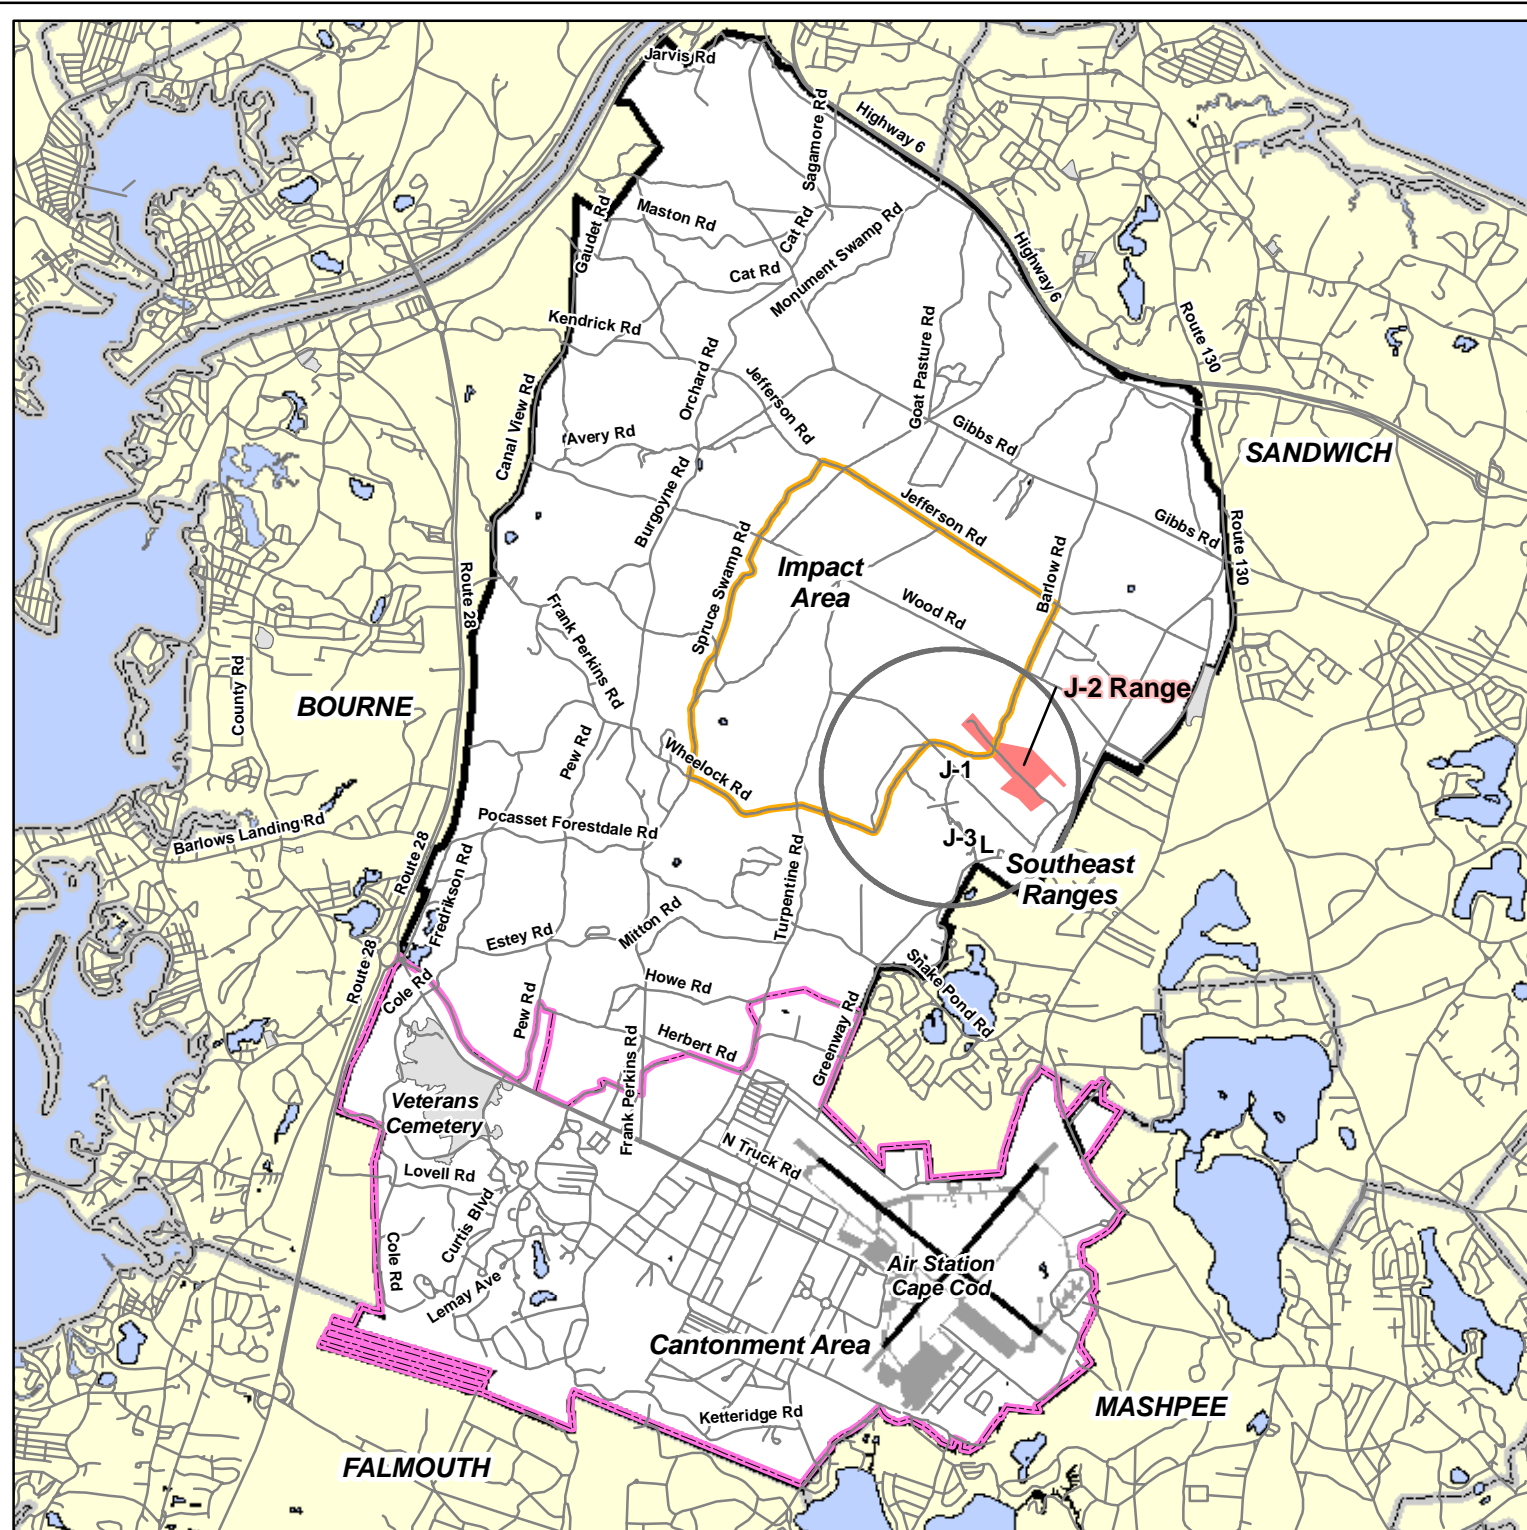 Jarvis Rd
Highway 6
Sagamore Rd
Maston Rd
Gaudet Rd
Cat Rd
Monument Swamp Rd
Cat Rd
Highway 6
Kendrick Rd
Route 130
Goat Pasture Rd
Orchard Rd
Jefferson Rd
Canal View Rd
Avery Rd
Gibbs Rd
SANDWICH
Burgoyne Rd
Jefferson Rd
Gibbs Rd
Route 130
Spruce Swamp Rd
Impact
Area
Barlow Rd
Route 28
Wood Rd
Frank Perkins Rd
County Rd
BOURNE
J-2 Range
Pew Rd
Wheelock Rd
J-1
Pocasset Forestdale Rd
Barlows Landing Rd
Route 28
J-3
L
Southeast
Ranges
Fredrikson Rd
Turpentine Rd
Mitton Rd
Estey Rd
Route 28
Cole Rd
Howe Rd
Snake Pond Rd
Pew Rd
Greenway Rd
Herbert Rd
Frank Perkins Rd
Veterans
Cemetery
N Truck Rd
Lovell Rd
Curtis Blvd
Cole Rd
Lemay Ave
Air Station
Cape Cod
Cantonment Area
MASHPEE
Ketteridge Rd
FALMOUTH